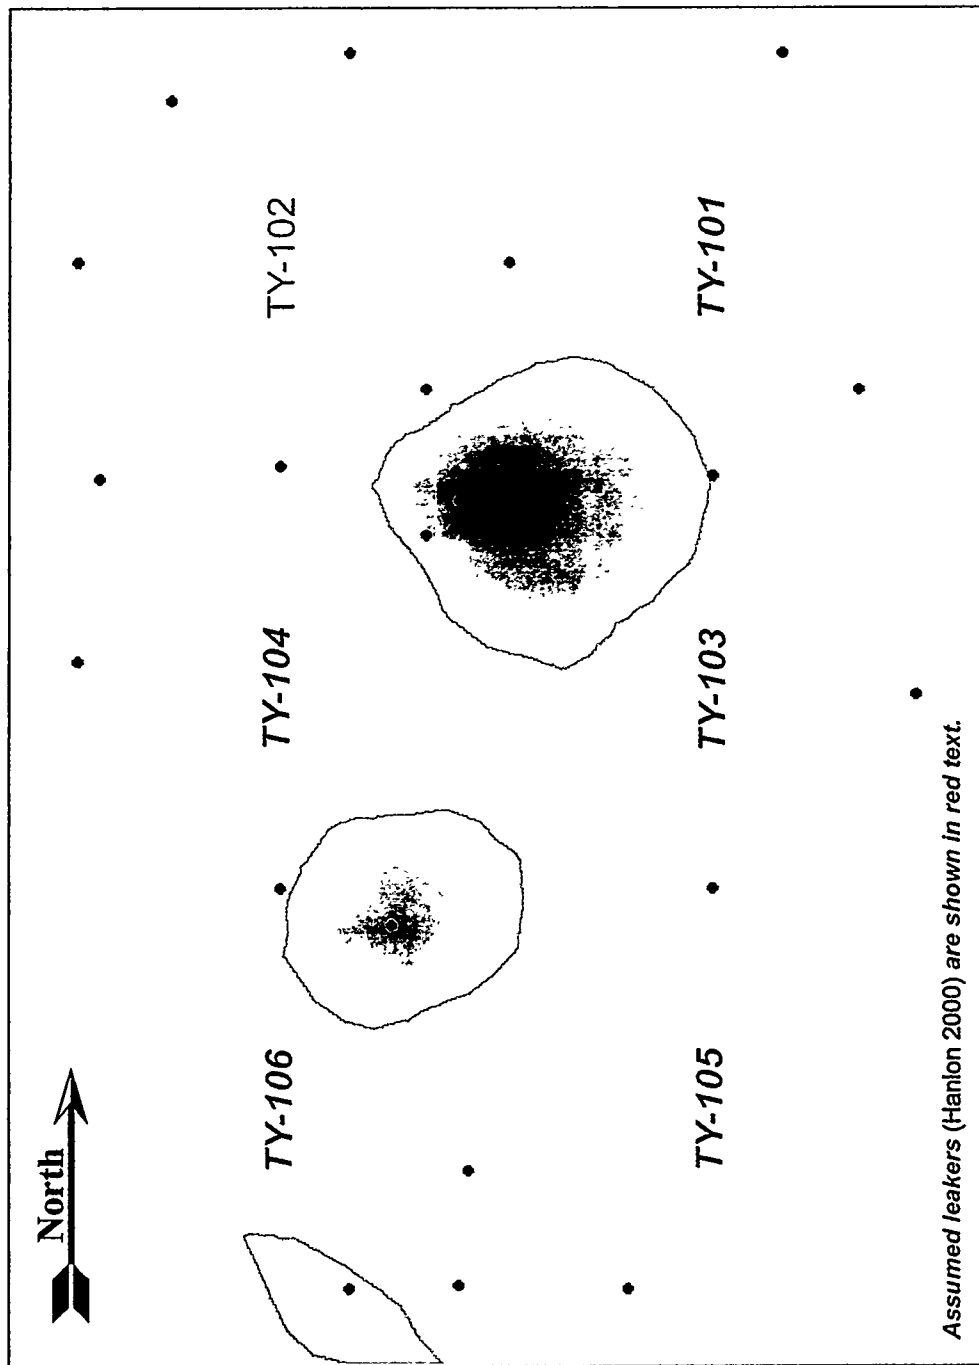 North
TY-106
TY-104
TY-102
TY-105
TY-103
TY-101
Assumed leakers (Hanlon 2000) are shown in red text.